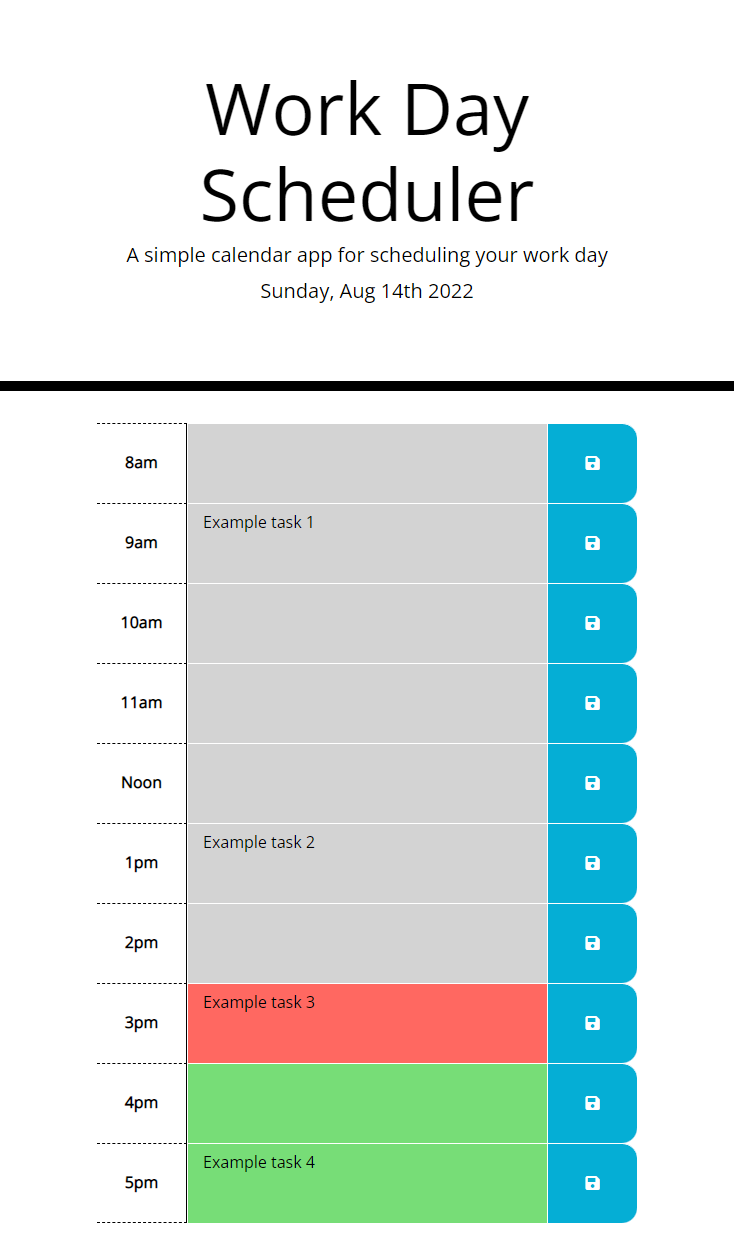 Work Day
Scheduler
A simple calendar app for scheduling your work day
Sunday, Aug 14th 2022
8am
9am Example task 1
10am
11am
Noon
1pm Example task 2
2pm
3pm Example task 3
4pm
5pm Example task 4